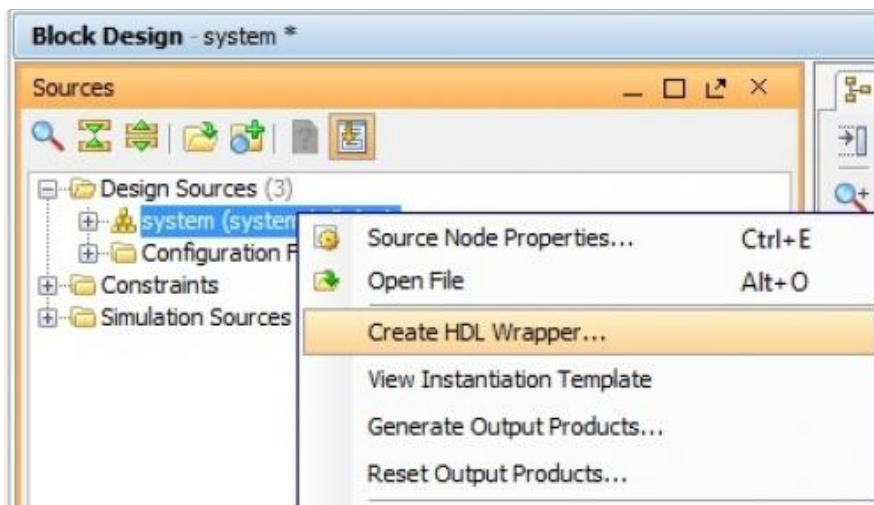 Block Design - system *
Sources
Design Sources (3)
system (system
Configuration F
Constraints
Simulation Sources
Source Node Properties... Ctrl+E
Open File Alt+O
Create HDL Wrapper...
View Instantiation Template
Generate Output Products...
Reset Output Products...